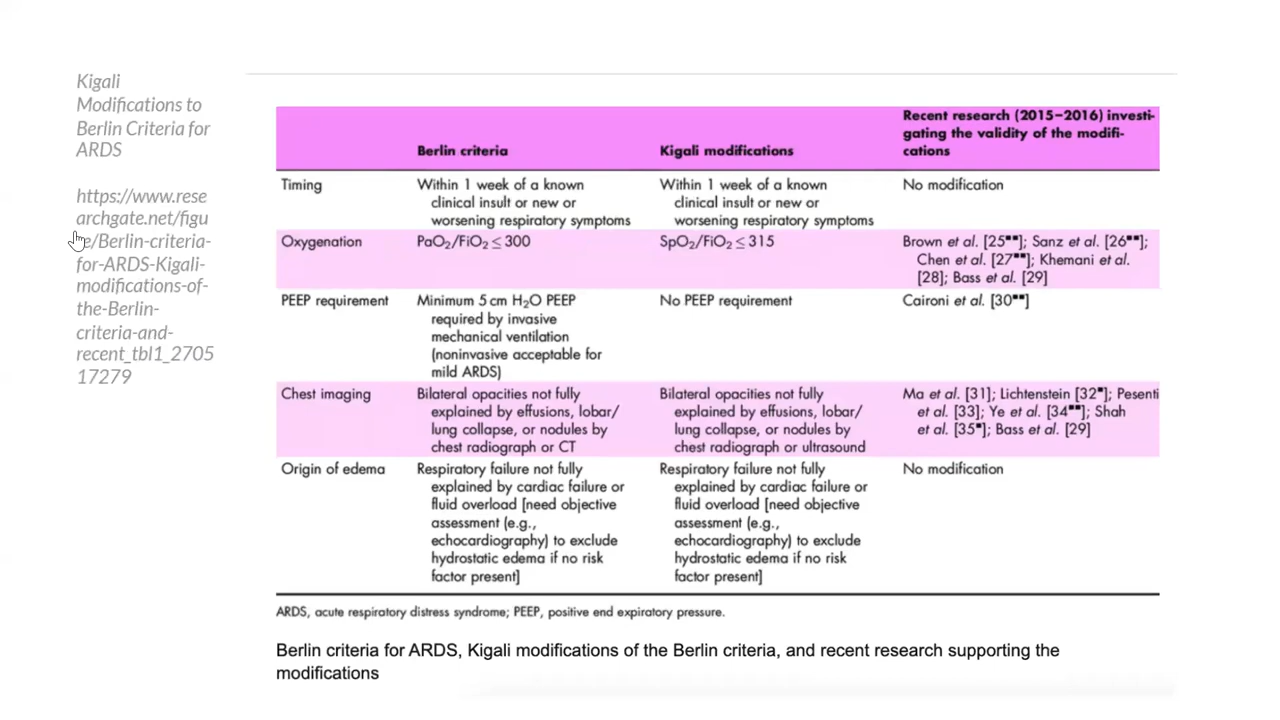 Kigali
Modifications to
Berlin Criteria for
ARDS
https://www.rese
archgate.net/figu
e/Berlin-criteria-
for-ARDS-Kigali-
modifications-of-
the-Berlin-
criteria-and-
recent_tbl1_2705
17279
Berlin criteria
Kigali modifications
Recent research (2015–2016) investi-
gating the validity of the modifi-
cations
Timing
Within 1 week of a known
clinical insult or new or
worsening respiratory symptoms
Within 1 week of a known
clinical insult or new or
worsening respiratory symptoms
No modification
Oxygenation
PaO₂/FiO₂ ≤ 300
SpO₂/FiO₂ ≤ 315
Brown et al. [25▪▪]; Sanz et al. [26▪▪];
Chen et al. [27▪▪]; Khemani et al.
[28]; Bass et al. [29]
PEEP requirement
Minimum 5 cm H₂O PEEP
required by invasive
mechanical ventilation
(noninvasive acceptable for
mild ARDS)
No PEEP requirement
Caironi et al. [30▪▪]
Chest imaging
Bilateral opacities not fully
explained by effusions, lobar/
lung collapse, or nodules by
chest radiograph or CT
Bilateral opacities not fully
explained by effusions, lobar/
lung collapse, or nodules by
chest radiograph or ultrasound
Ma et al. [31]; Lichtenstein [32▪]; Pesenti
et al. [33]; Ye et al. [34▪▪]; Shah
et al. [35▪]; Bass et al. [29]
Origin of edema
Respiratory failure not fully
explained by cardiac failure or
fluid overload [need objective
assessment (e.g.,
echocardiography) to exclude
hydrostatic edema if no risk
factor present]
Respiratory failure not fully
explained by cardiac failure or
fluid overload [need objective
assessment (e.g.,
echocardiography) to exclude
hydrostatic edema if no risk
factor present]
No modification
ARDS, acute respiratory distress syndrome; PEEP, positive end expiratory pressure.
Berlin criteria for ARDS, Kigali modifications of the Berlin criteria, and recent research supporting the
modifications